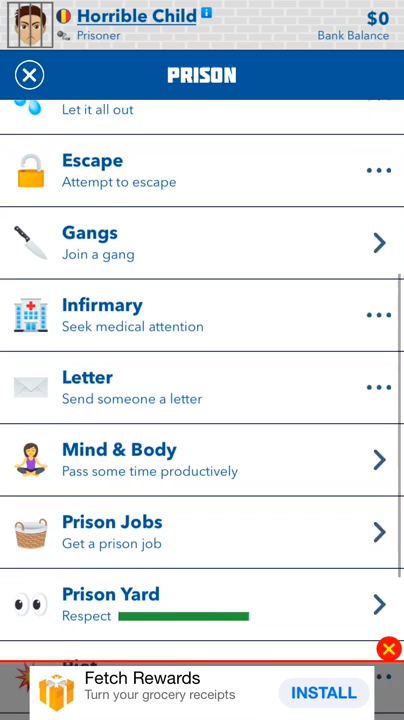 Horrible Child
$0
Prisoner
Bank Balance
PRISON
Let it all out
Escape
Attempt to escape
Gangs
Join a gang
Infirmary
Seek medical attention
Letter
Send someone a letter
Mind & Body
Pass some time productively
Prison Jobs
Get a prison job
Prison Yard
Respect
Riot
Fetch Rewards
Turn your grocery receipts
INSTALL